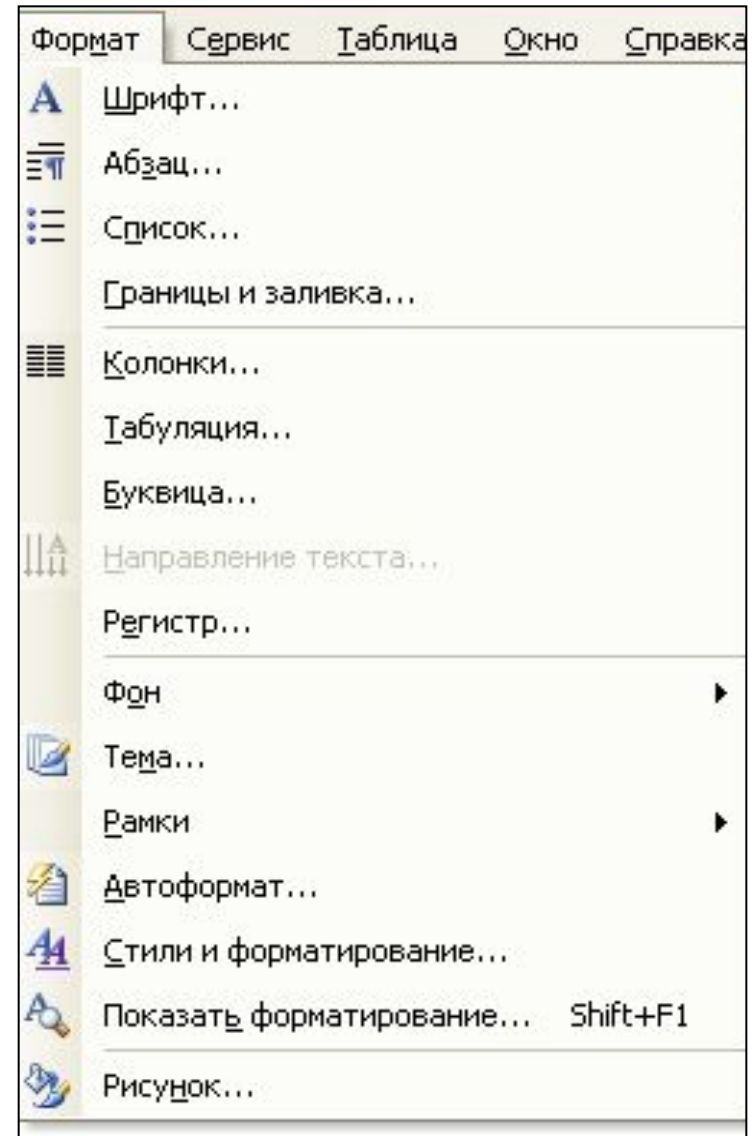 Формат Сервис Таблица Окно Справка
Шрифт...
Абзац...
Список...
Границы и заливка...
Колонки...
Табуляция...
Буквица...
Направление текста...
Регистр...
Фон
Тема...
Рамки
Автоформат...
Стили и форматирование...
Показать форматирование... Shift+F1
Рисунок...